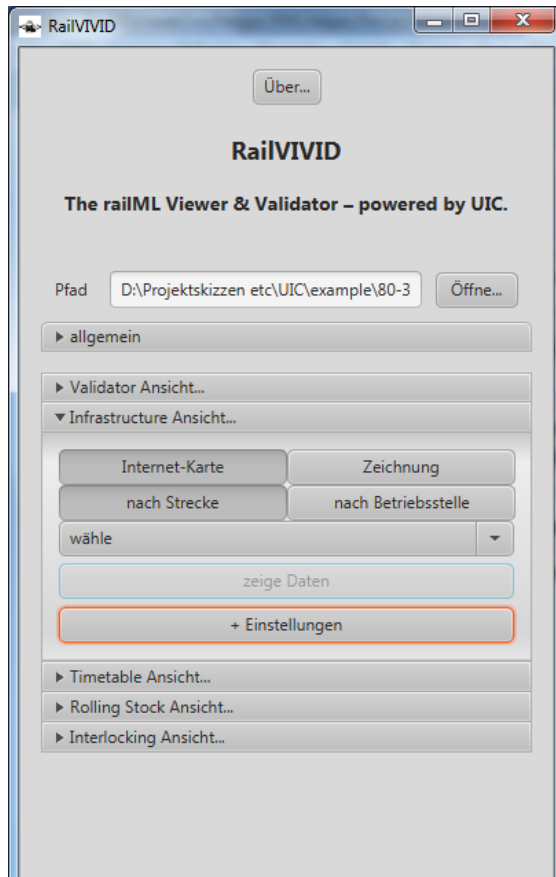 RailVIVID
Über...
RailVIVID
The railML Viewer & Validator – powered by UIC.
Pfad D:\Projektskizzen etc\UIC\example\80-3 Öffne...
allgemein
Validator Ansicht...
Infrastructure Ansicht...
Internet-Karte Zeichnung
nach Strecke nach Betriebsstelle
wähle
zeige Daten
+ Einstellungen
Timetable Ansicht...
Rolling Stock Ansicht...
Interlocking Ansicht...